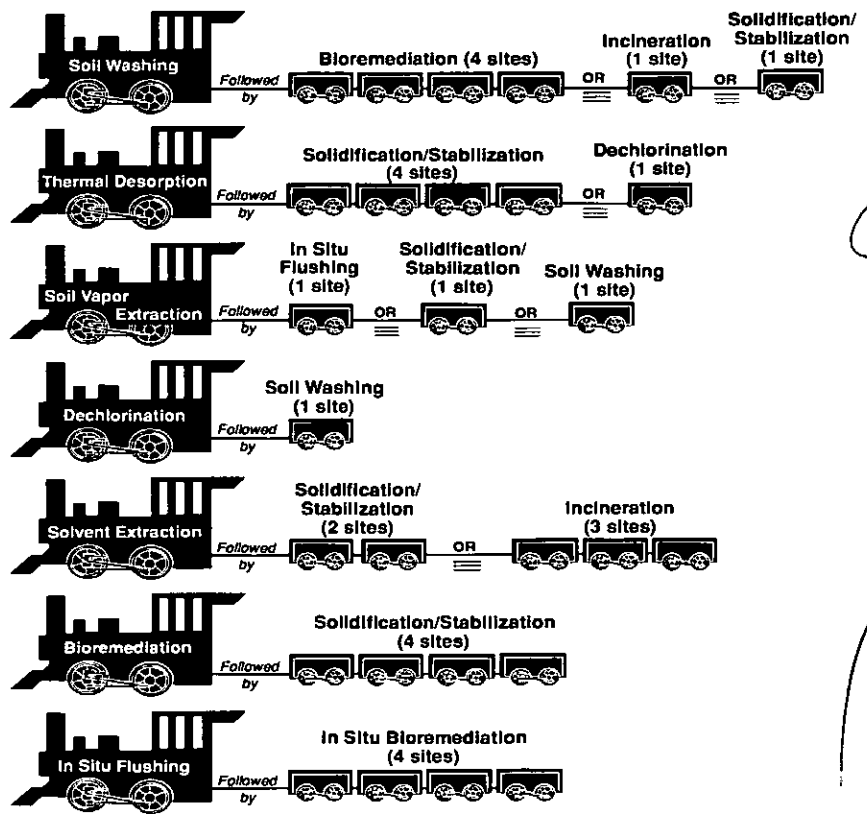 Soil Washing
Followed
by
Bioremediation (4 sites)
OR
Incineration
(1 site)
OR
Solidification/
Stabilization
(1 site)
Thermal Desorption
Followed
by
Solidification/Stabilization
(4 sites)
OR
Dechlorination
(1 site)
Soil Vapor
Extraction
Followed
by
In Situ
Flushing
(1 site)
OR
Solidification/
Stabilization
(1 site)
OR
Soil Washing
(1 site)
Dechlorination
Followed
by
Soil Washing
(1 site)
Solvent Extraction
Followed
by
Solidification/
Stabilization
(2 sites)
OR
Incineration
(3 sites)
Bioremediation
Followed
by
Solidification/Stabilization
(4 sites)
In Situ Flushing
Followed
by
In Situ Bioremediation
(4 sites)